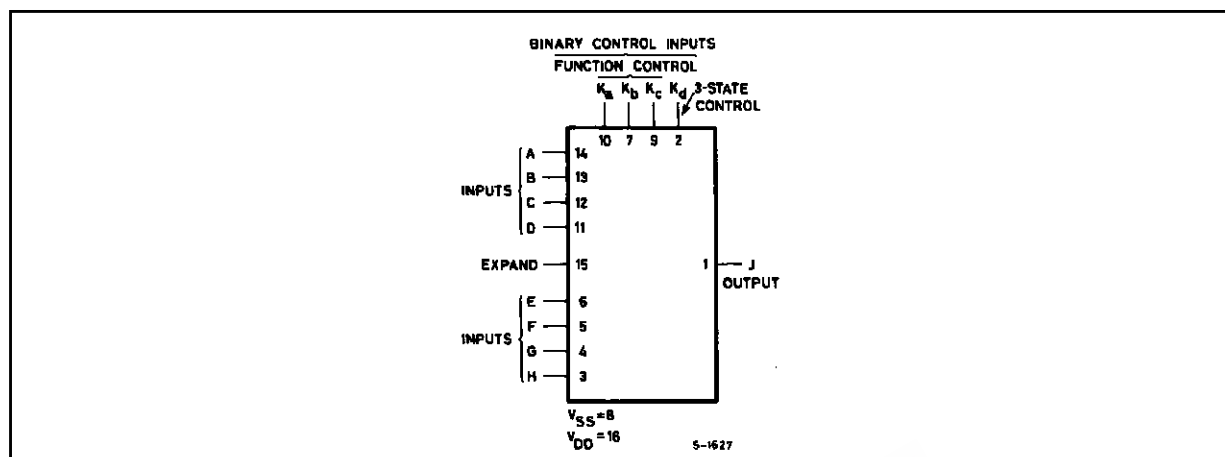 BINARY CONTROL INPUTS
FUNCTION CONTROL
Ka Kb Kc Kd 3-STATE CONTROL
10 7 9 2
A 14
B 13
INPUTS
C 12
D 11
EXPAND 15
1 J
OUTPUT
E 6
F 5
INPUTS
G 4
H 3
VSS=8
VDD=16
S-1627